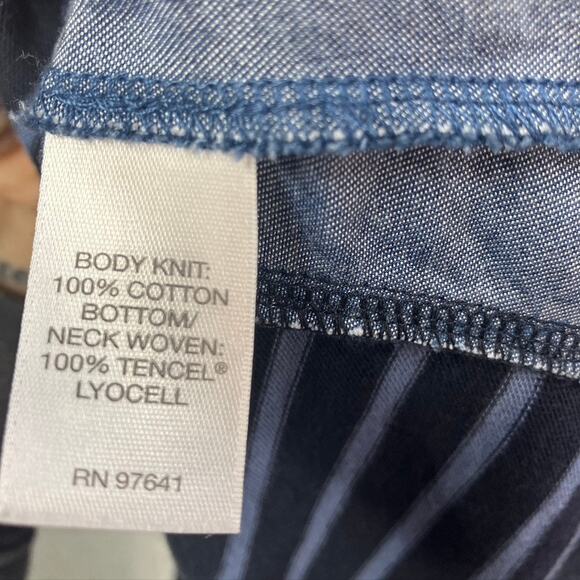 BODY KNIT:
100% COTTON
BOTTOM/
NECK WOVEN:
100% TENCEL®
LYOCELL
RN 97641